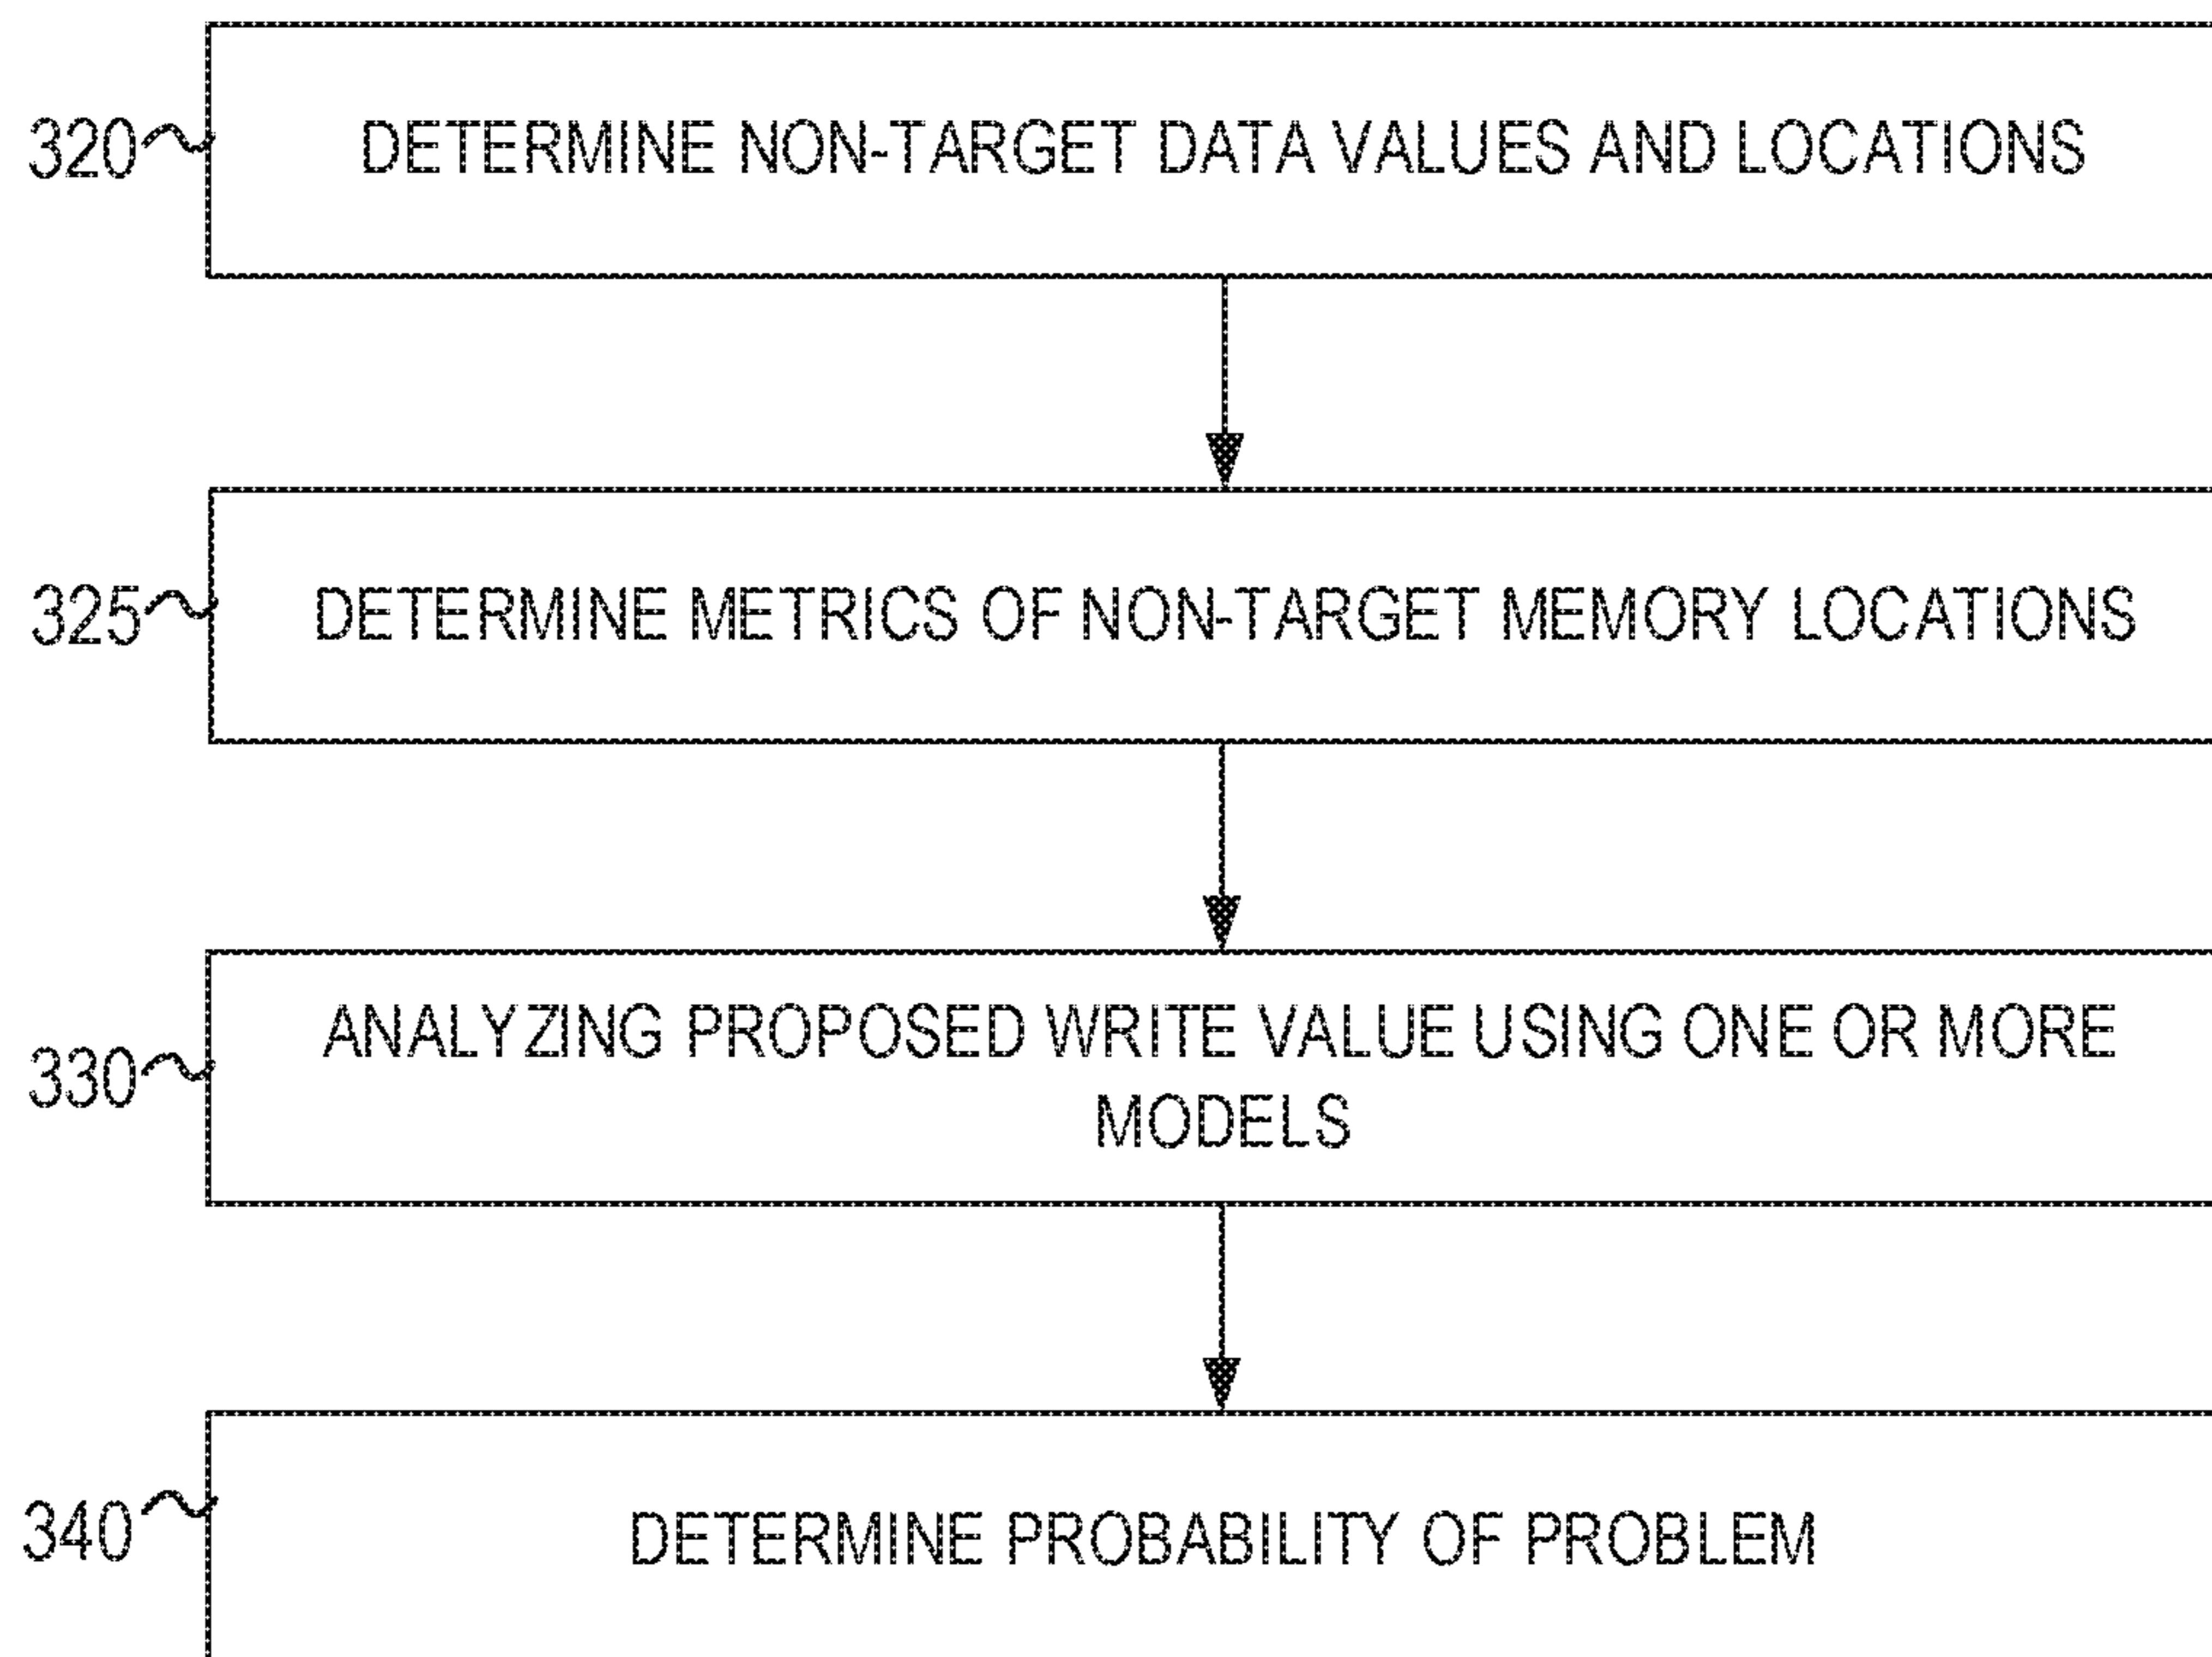 320 DETERMINE NON-TARGET DATA VALUES AND LOCATIONS
325 DETERMINE METRICS OF NON-TARGET MEMORY LOCATIONS
ANALYZING PROPOSED WRITE VALUE USING ONE OR MORE
330
MODELS
340 DETERMINE PROBABILITY OF PROBLEM